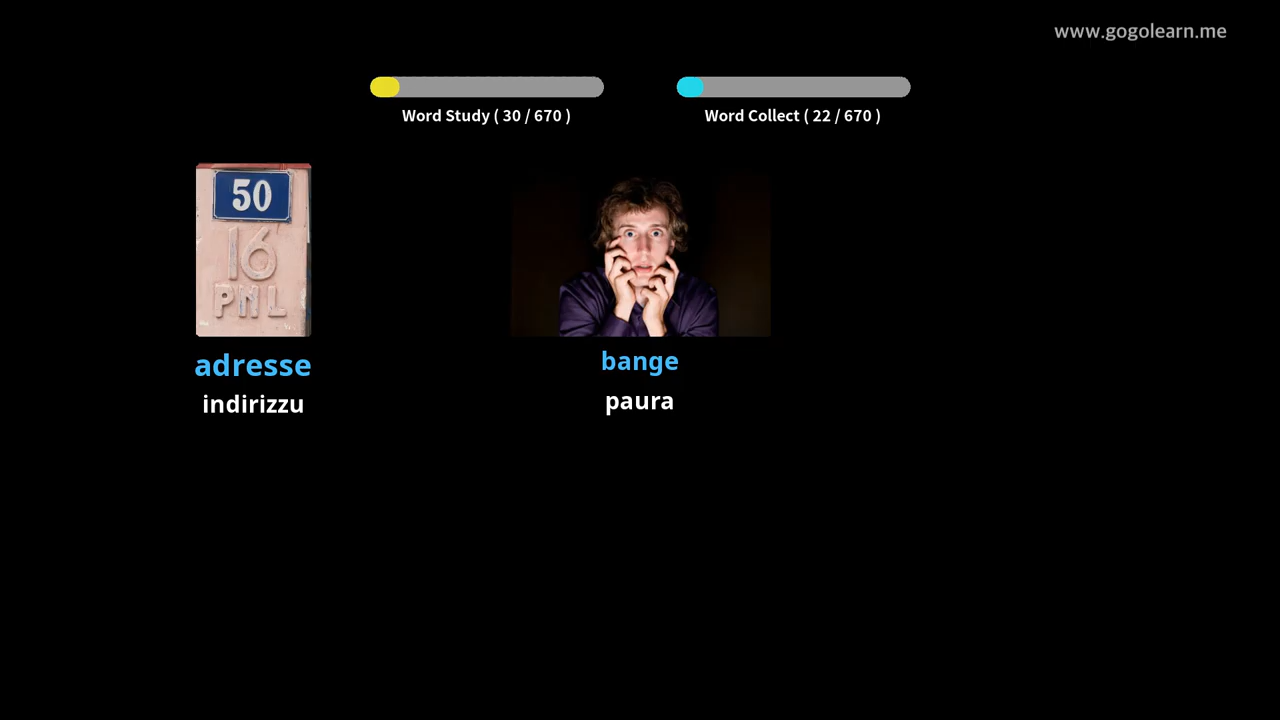 www.gogolearn.me
Word Study ( 30 / 670 )
Word Collect ( 22 / 670 )
50
16
PNL
adresse
indirizzu
bange
paura